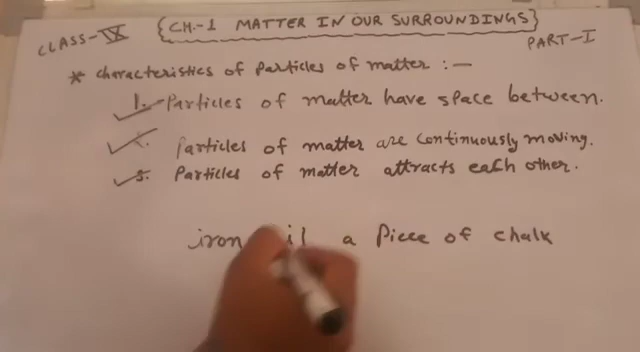 CLASS-IX {CH.-1 MATTER IN OUR SURROUNDINGS}
PART-I
* characteristics of Particles of matter :—
1. Particles of matter have space between.
Particles of matter are continuously moving.
3. Particles of matter attracts each other.
iron a Piece of chalk